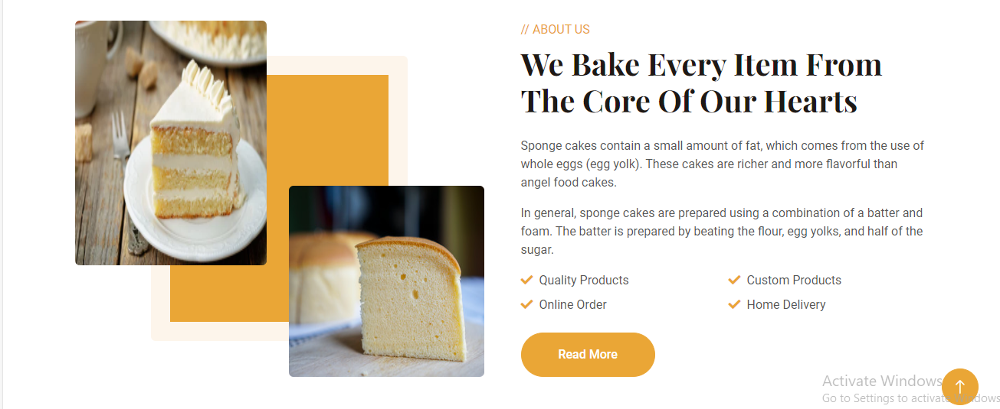 // ABOUT US
We Bake Every Item From
The Core Of Our Hearts
Sponge cakes contain a small amount of fat, which comes from the use of
whole eggs (egg yolk). These cakes are richer and more flavorful than
angel food cakes.
In general, sponge cakes are prepared using a combination of a batter and
foam. The batter is prepared by beating the flour, egg yolks, and half of the
sugar.
Quality Products
Custom Products
Online Order
Home Delivery
Read More
Activate Windows
Go to Settings to activate Windows